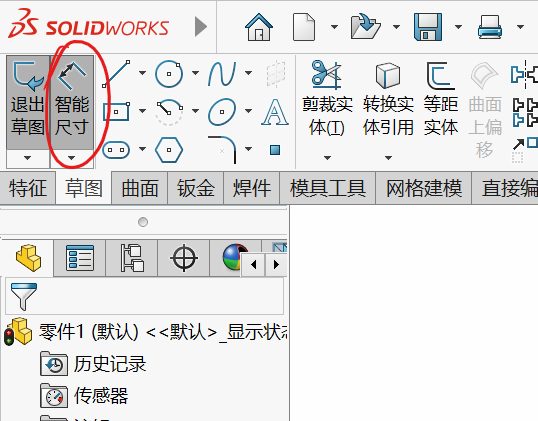 SOLIDWORKS
退出草图
智能尺寸
剪裁实体(T)
转换实体引用
等距实体
曲面上偏移
特征 草图 曲面 钣金 焊件 模具工具 网格建模 直接编
零件1 (默认) <<默认>_显示状态
历史记录
传感器